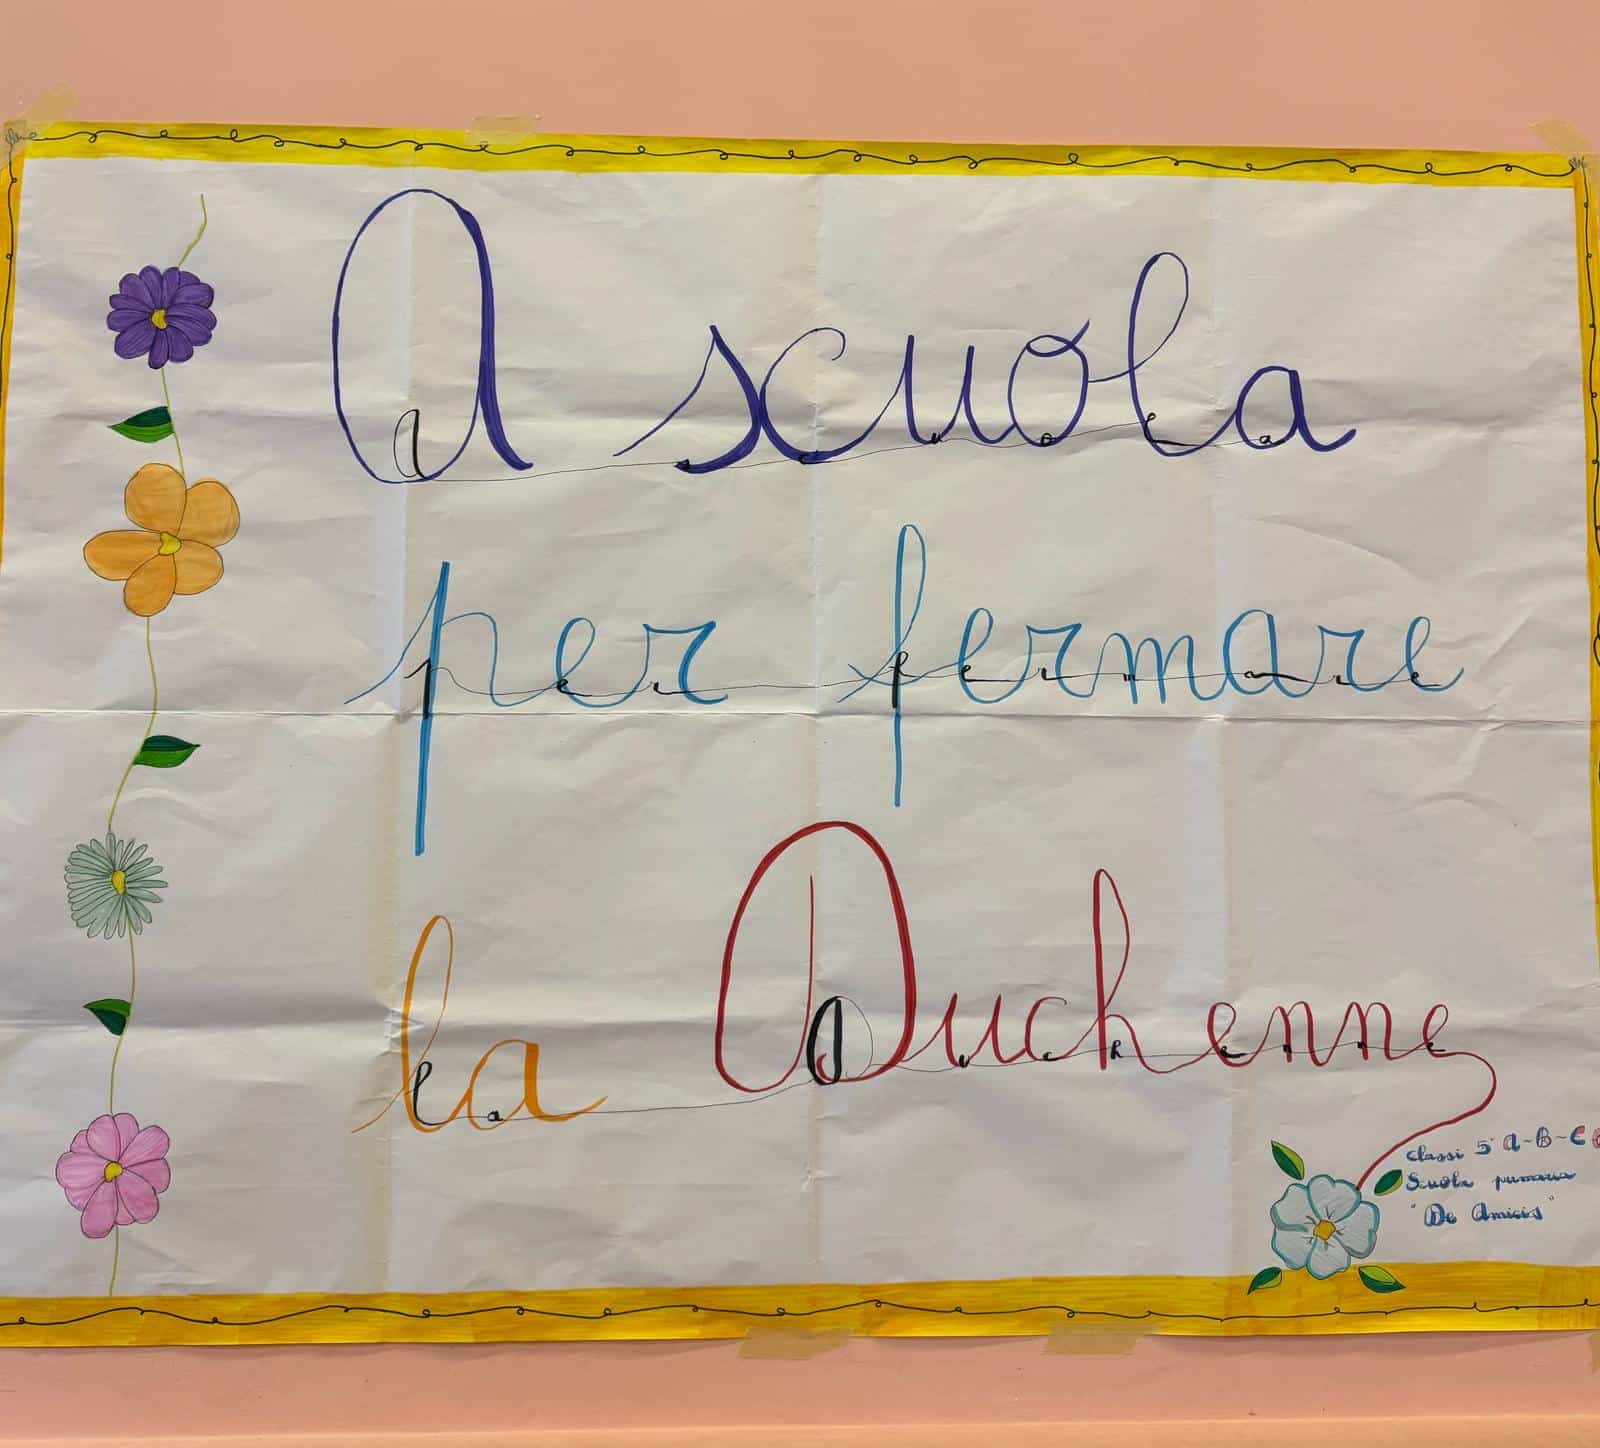 A scuola
per fermare
la Duchenne
Classi 5ª A-B-C
Scuola primaria
"De Amicis"